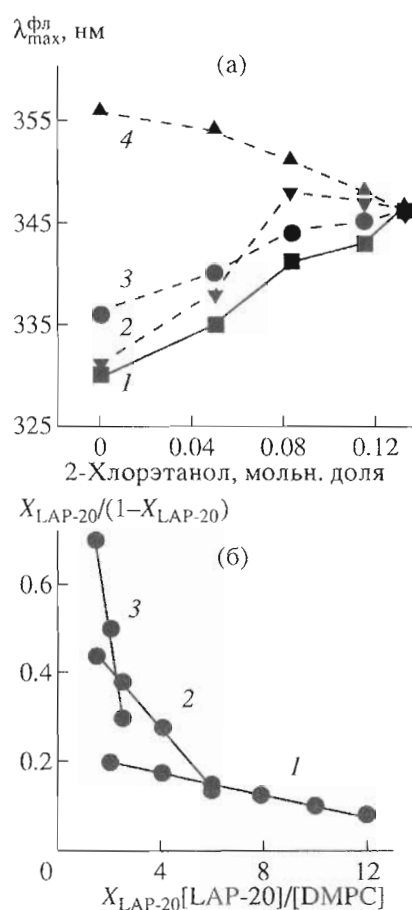 λmax^фл, нм
(а)
355
4
345
3
335
2
1
325
0 0.04 0.08 0.12
2-Хлорэтанол, мольн. доля
X_LAP-20/(1–X_LAP-20)
(б)
0.6
3
0.4
2
0.2
1
0 4 8 12
X_LAP-20[LAP-20]/[DMPC]